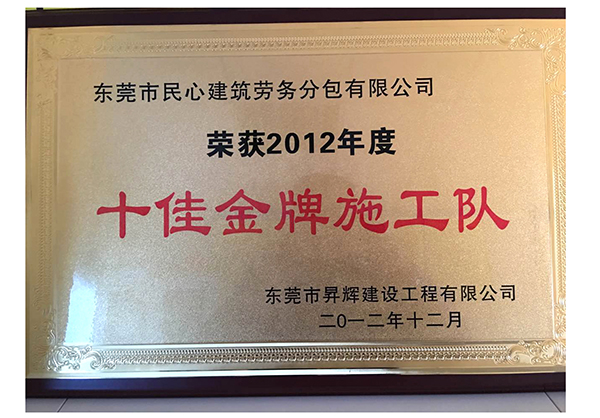 东莞市民心建筑劳务分包有限公司
荣获2012年度
十佳金牌施工队
东莞市昇辉建设工程有限公司
二O一二年十二月